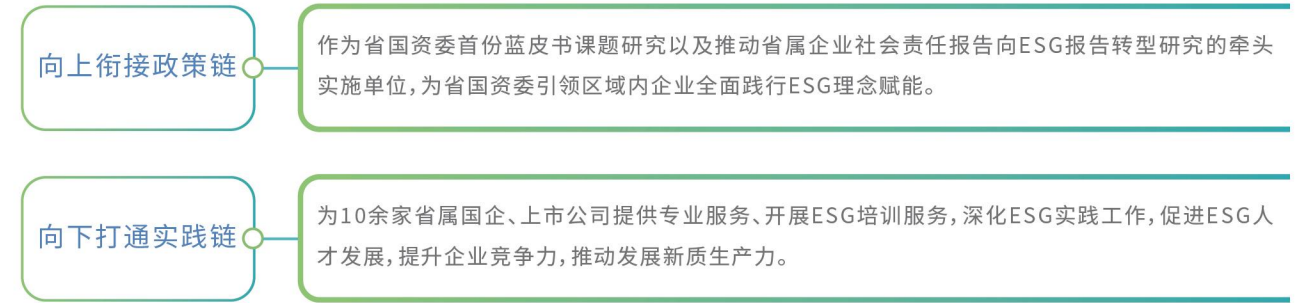 向上衔接政策链
作为省国资委首份蓝皮书课题研究以及推动省属企业社会责任报告向ESG报告转型研究的牵头
实施单位，为省国资委引领区域内企业全面践行ESG理念赋能。
向下打通实践链
为10余家省属国企、上市公司提供专业服务、开展ESG培训服务，深化ESG实践工作，促进ESG人
才发展，提升企业竞争力，推动发展新质生产力。